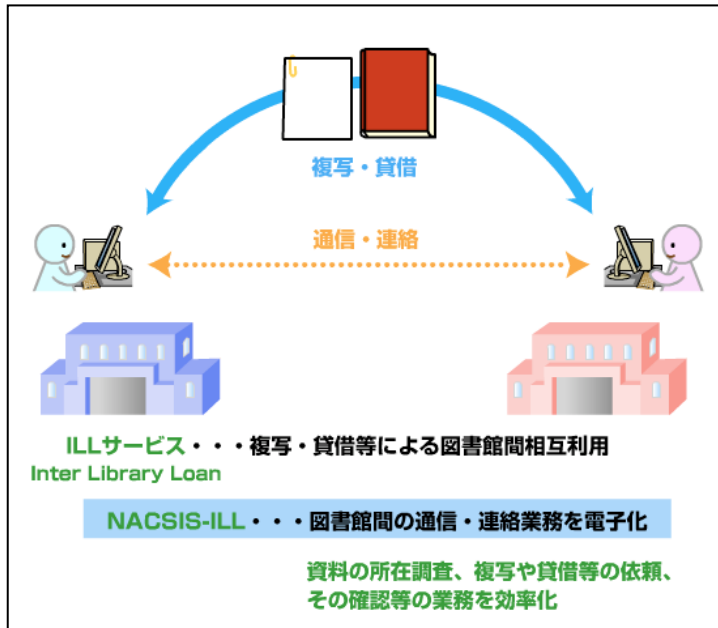 複写・貸借
通信・連絡
ILLサービス・・・複写・貸借等による図書館間相互利用
Inter Library Loan
NACSIS-ILL・・・図書館間の通信・連絡業務を電子化
資料の所在調査、複写や貸借等の依頼、
その確認等の業務を効率化